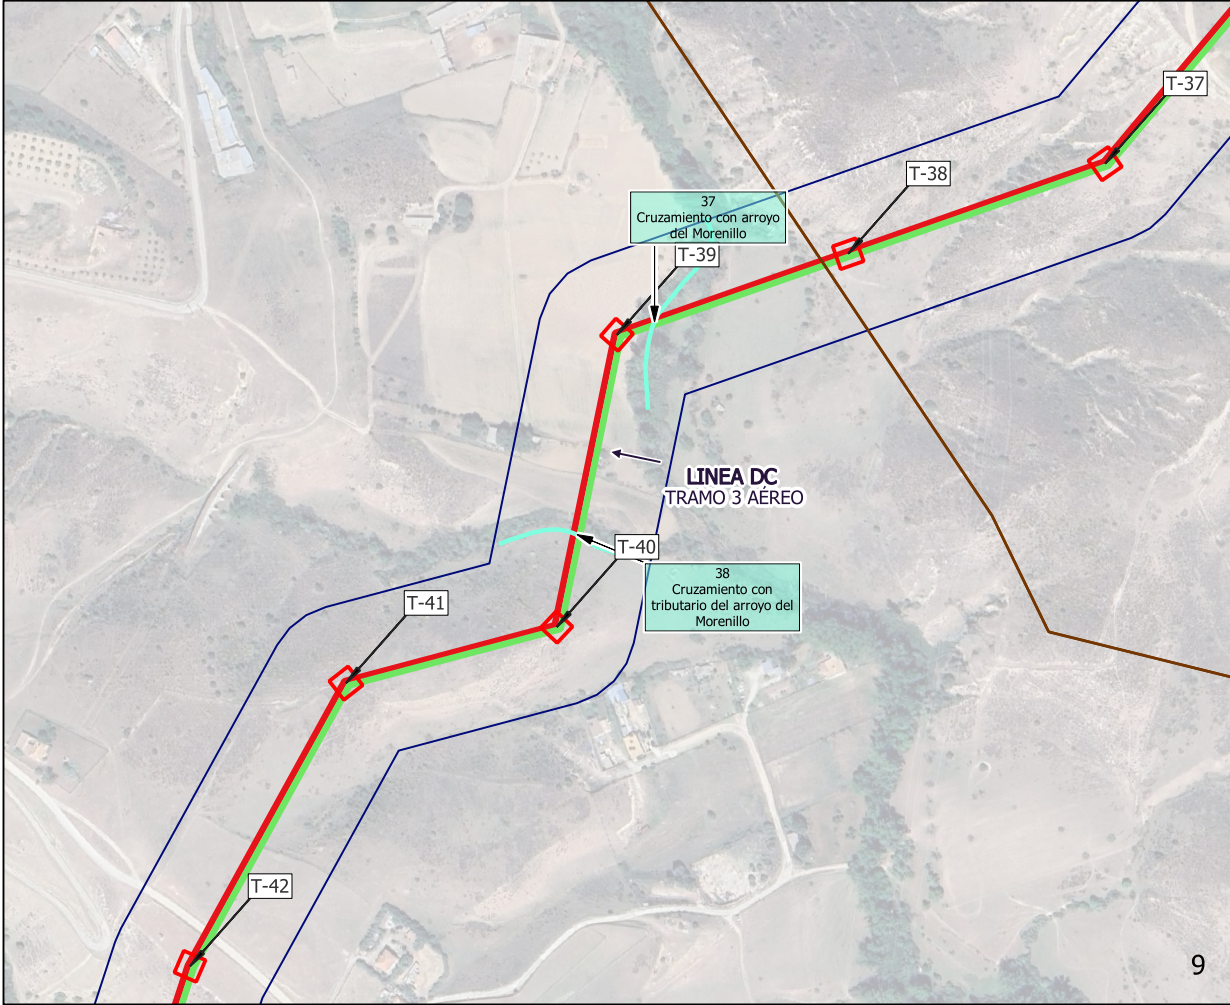 T-37
T-38
37
Cruzamiento con arroyo
del Morenillo
T-39
LINEA DC
TRAMO 3 AÉREO
T-40
38
Cruzamiento con
tributario del arroyo del
Morenillo
T-41
T-42
9